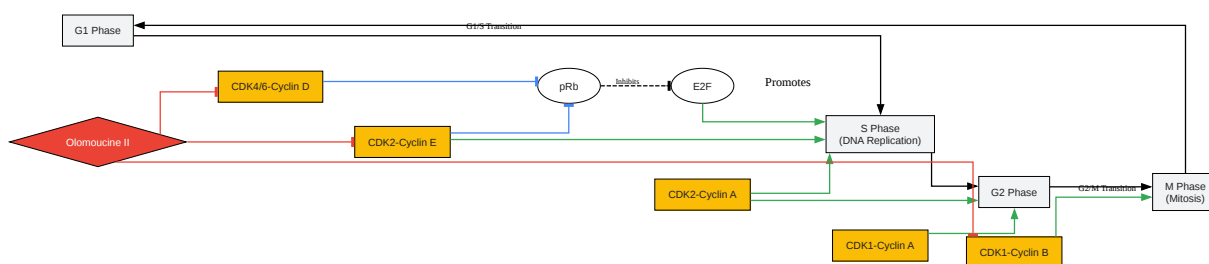 G1/S Transition
G1 Phase
CDK4/6-Cyclin D
pRb
Inhibits
E2F
Promotes
Olomoucine II
CDK2-Cyclin E
S Phase
(DNA Replication)
CDK2-Cyclin A
G2 Phase
G2/M Transition
M Phase
(Mitosis)
CDK1-Cyclin A
CDK1-Cyclin B